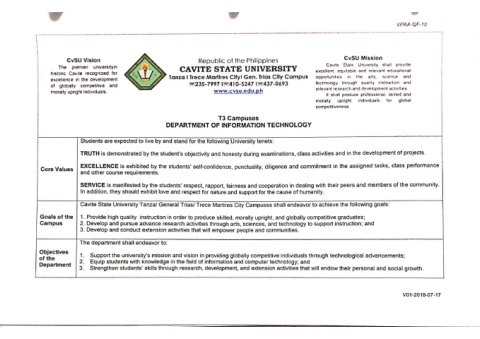 VPAA-QF-10
CvSU Vision
The premier university in
historic Cavite recognized for
excellence in the development
of globally competitive and
morally upright individuals.
Republic of the Philippines
CAVITE STATE UNIVERSITY
Tanza I Trece Martires City I Gen. Trias City Campus
☎235-7997 I☎410-5247 I☎437-0693
www.cvsu.edu.ph
CvSU Mission
Cavite State University shall provide
excellent, equitable and relevant educational
opportunities in the arts, science and
technology through quality instruction and
relevant research and development activities.
It shall produce professional, skilled and
morally upright individuals for global
competitiveness.
T3 Campuses
DEPARTMENT OF INFORMATION TECHNOLOGY
Core Values
Students are expected to live by and stand for the following University tenets:
TRUTH is demonstrated by the student's objectivity and honesty during examinations, class activities and in the development of projects.
EXCELLENCE is exhibited by the students' self-confidence, punctuality, diligence and commitment in the assigned tasks, class performance
and other course requirements.
SERVICE is manifested by the students' respect, rapport, fairness and cooperation in dealing with their peers and members of the community.
In addition, they should exhibit love and respect for nature and support for the cause of humanity.
Goals of the
Campus
Cavite State University Tanza/ General Trias/ Trece Martires City Campuses shall endeavor to achieve the following goals:
1. Provide high quality instruction in order to produce skilled, morally upright, and globally competitive graduates;
2. Develop and pursue advance research activities through arts, sciences, and technology to support instruction; and
3. Develop and conduct extension activities that will empower people and communities.
Objectives
of the
Department
The department shall endeavor to:
1. Support the university's mission and vision in providing globally competitive individuals through technological advancements;
2. Equip students with knowledge in the field of information and computer technology; and
3. Strengthen students' skills through research, development, and extension activities that will endow their personal and social growth.
V01-2018-07-17